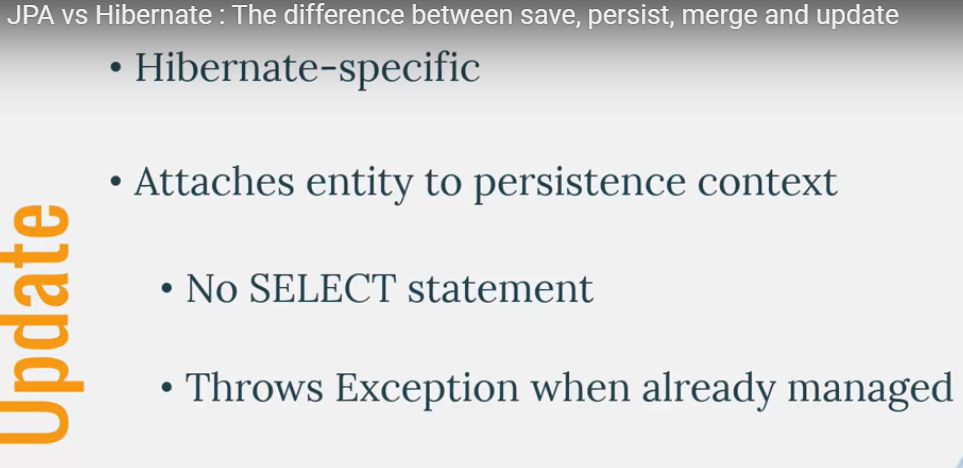 JPA vs Hibernate : The difference between save, persist, merge and update
• Hibernate-specific
• Attaches entity to persistence context
• No SELECT statement
• Throws Exception when already managed
Update